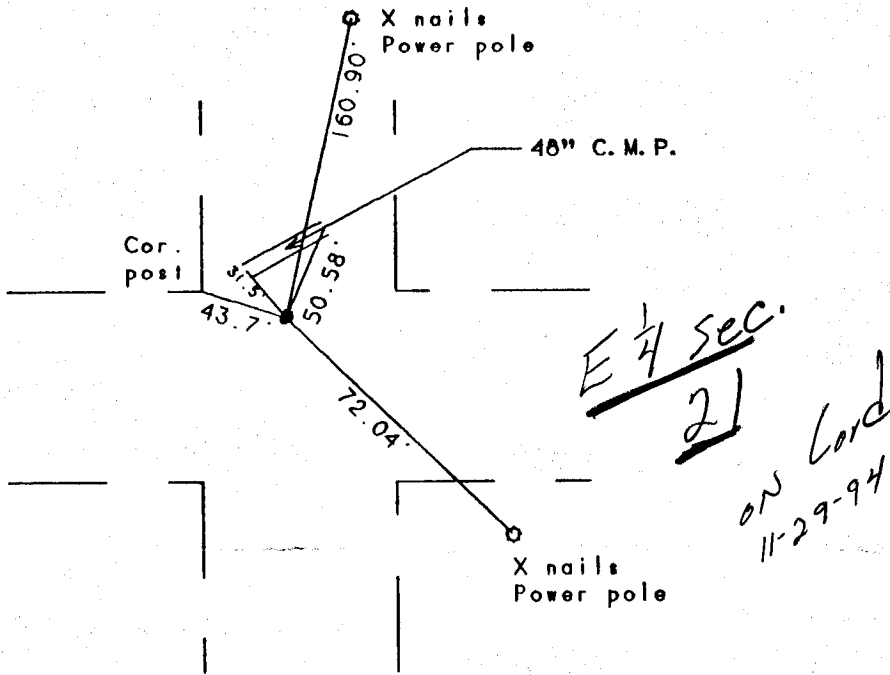 X nails
Power pole
160.90'
48" C. M. P.
Cor.
post
31.5'
50.58'
43.7'
72.04'
E 1/4 sec.
21
ON Card
11-29-94
X nails
Power pole